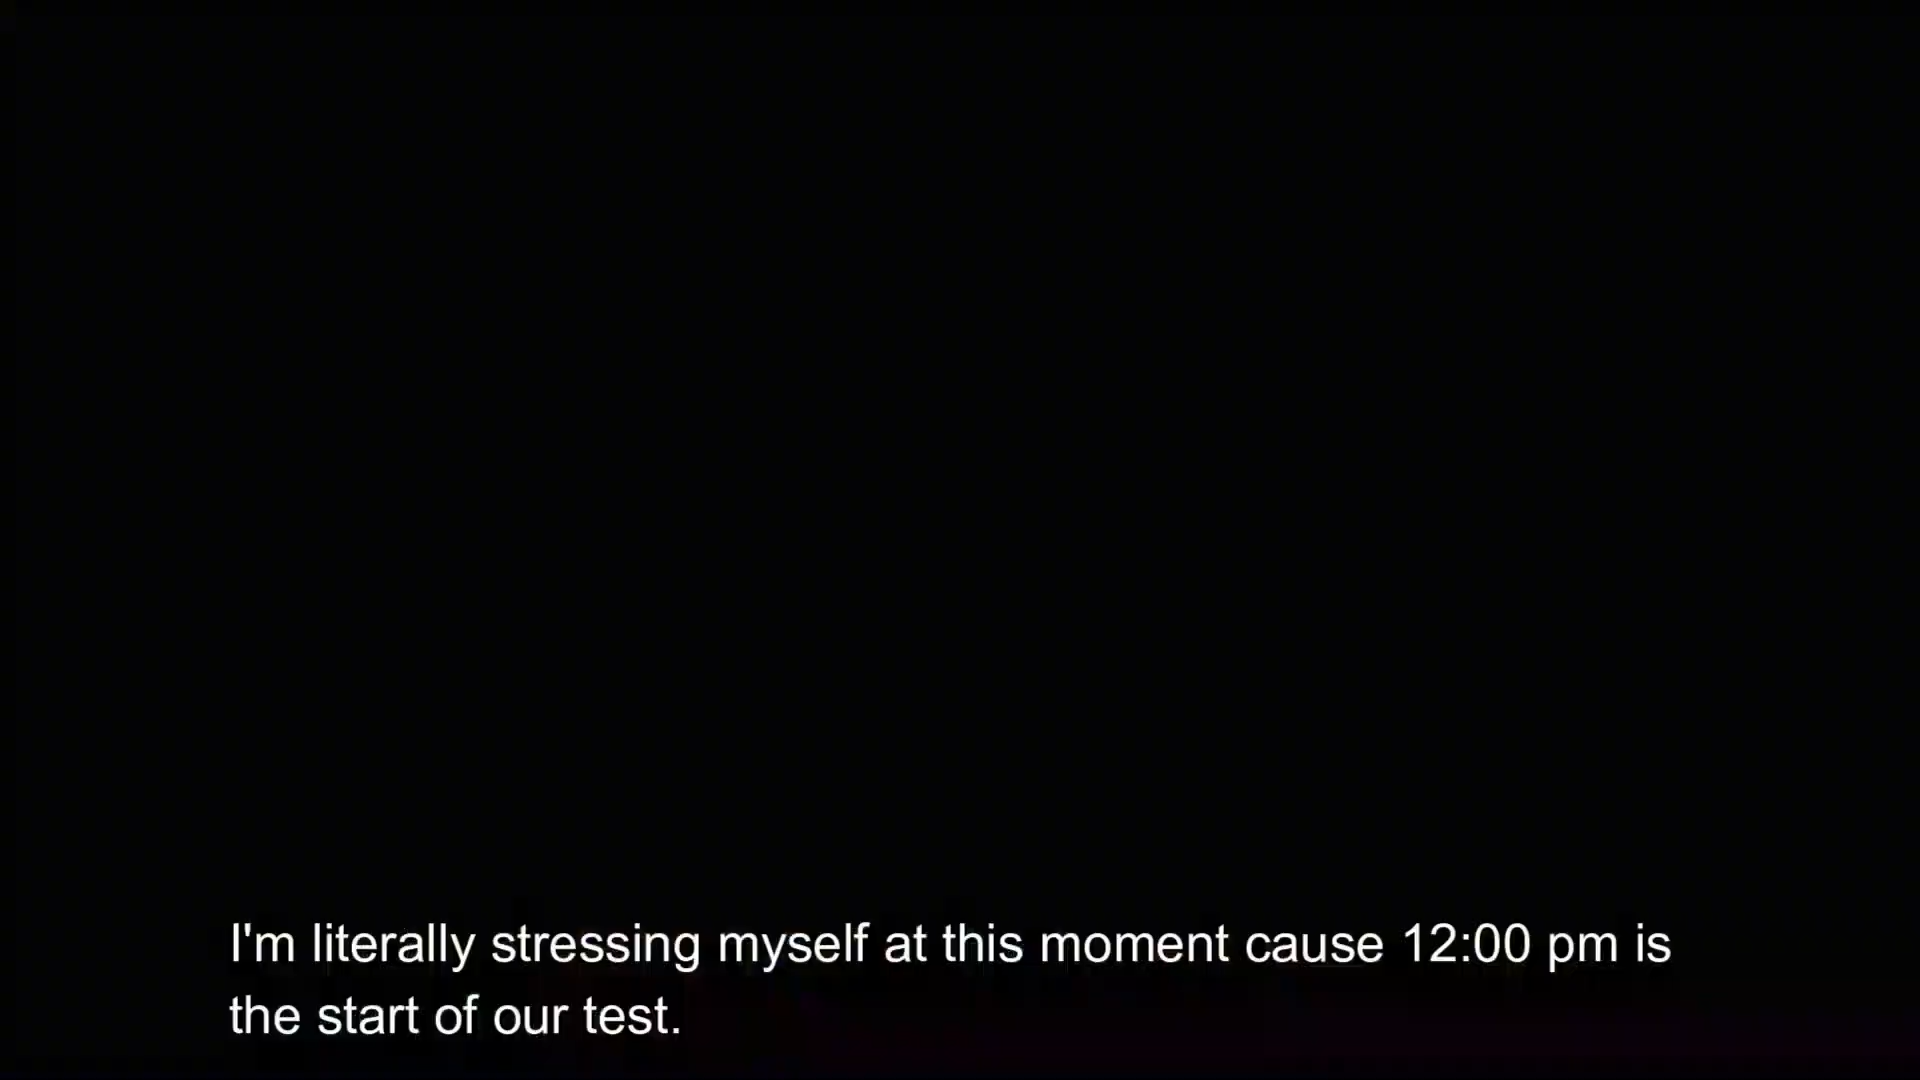 I'm literally stressing myself at this moment cause 12:00 pm is
the start of our test.